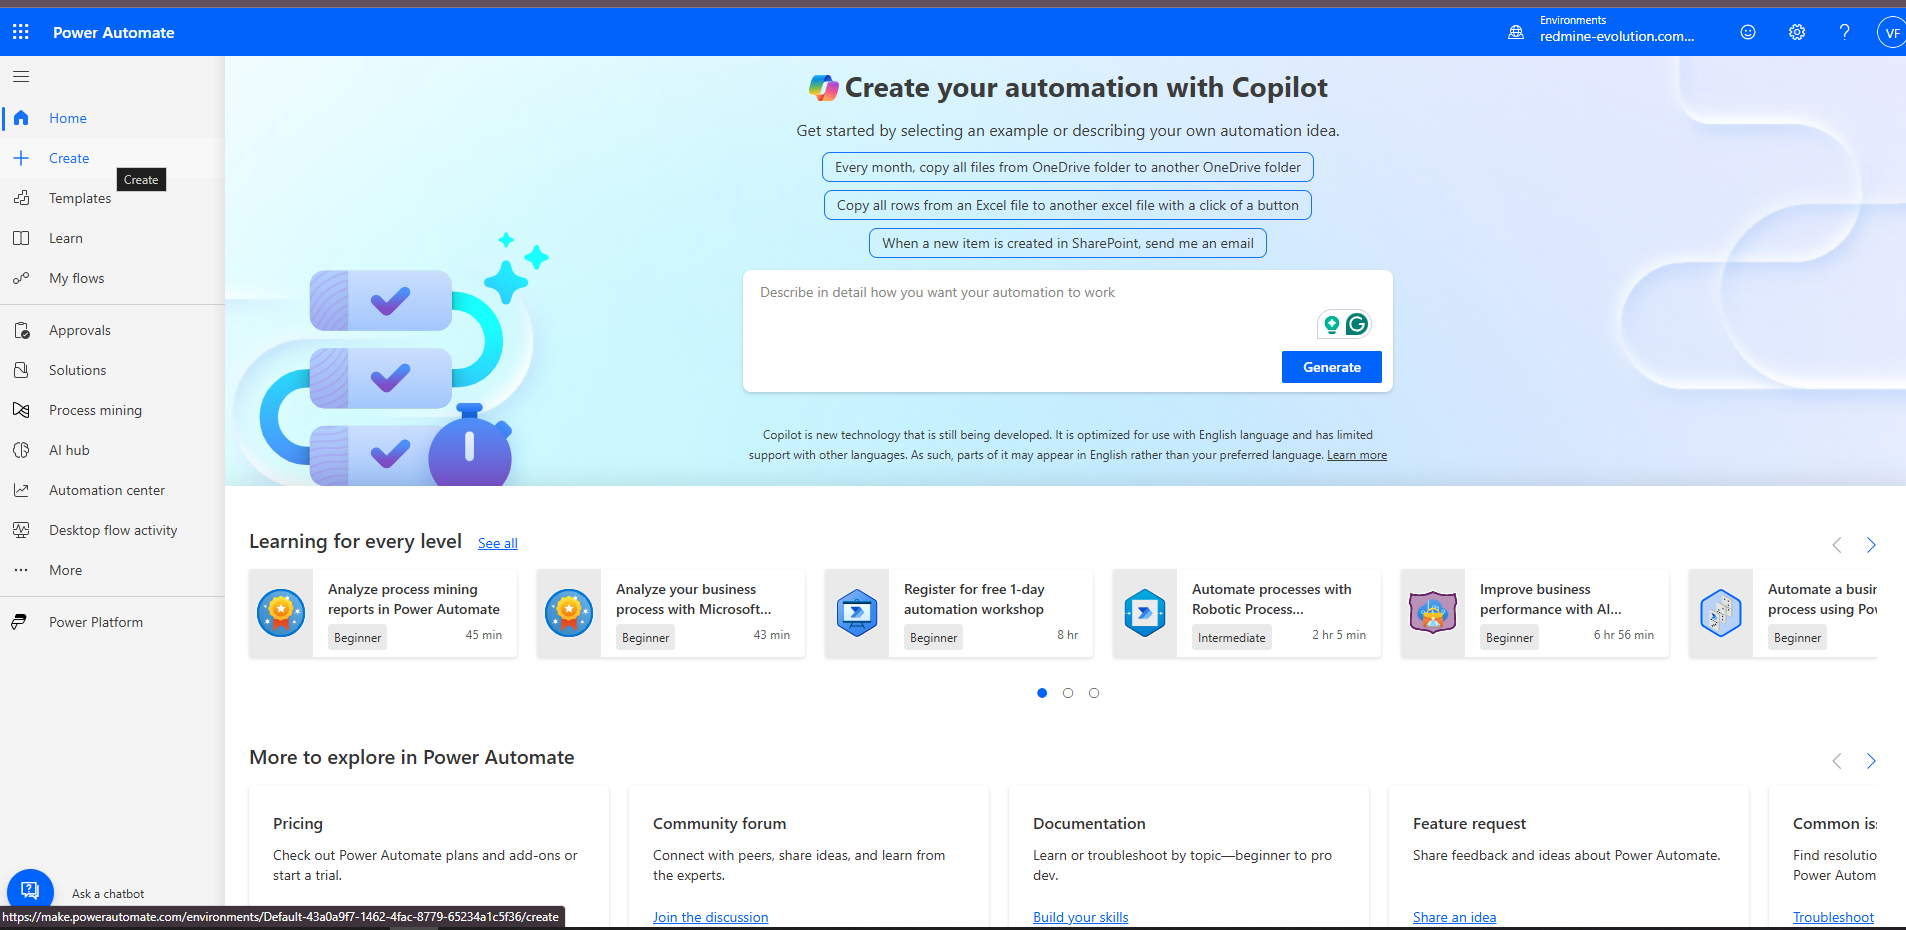 Power Automate
Environments
redmine-evolution.com...
VF
Home
Create
Create
Templates
Learn
My flows
Approvals
Solutions
Process mining
AI hub
Automation center
Desktop flow activity
More
Power Platform
Ask a chatbot
Create your automation with Copilot
Get started by selecting an example or describing your own automation idea.
Every month, copy all files from OneDrive folder to another OneDrive folder
Copy all rows from an Excel file to another excel file with a click of a button
When a new item is created in SharePoint, send me an email
Describe in detail how you want your automation to work
Generate
Copilot is new technology that is still being developed. It is optimized for use with English language and has limited
support with other languages. As such, parts of it may appear in English rather than your preferred language. Learn more
Learning for every level See all
Analyze process mining
reports in Power Automate
Beginner 45 min
Analyze your business
process with Microsoft...
Beginner 43 min
Register for free 1-day
automation workshop
Beginner 8 hr
Automate processes with
Robotic Process...
Intermediate 2 hr 5 min
Improve business
performance with AI...
Beginner 6 hr 56 min
Automate a busin
process using Pow
Beginner
More to explore in Power Automate
Pricing
Check out Power Automate plans and add-ons or
start a trial.
Community forum
Connect with peers, share ideas, and learn from
the experts.
Join the discussion
Documentation
Learn or troubleshoot by topic—beginner to pro
dev.
Build your skills
Feature request
Share feedback and ideas about Power Automate.
Share an idea
Common is
Find resolutio
Power Autom
Troubleshoot
https://make.powerautomate.com/environments/Default-43a0a9f7-1462-4fac-8779-65234a1c5f36/create